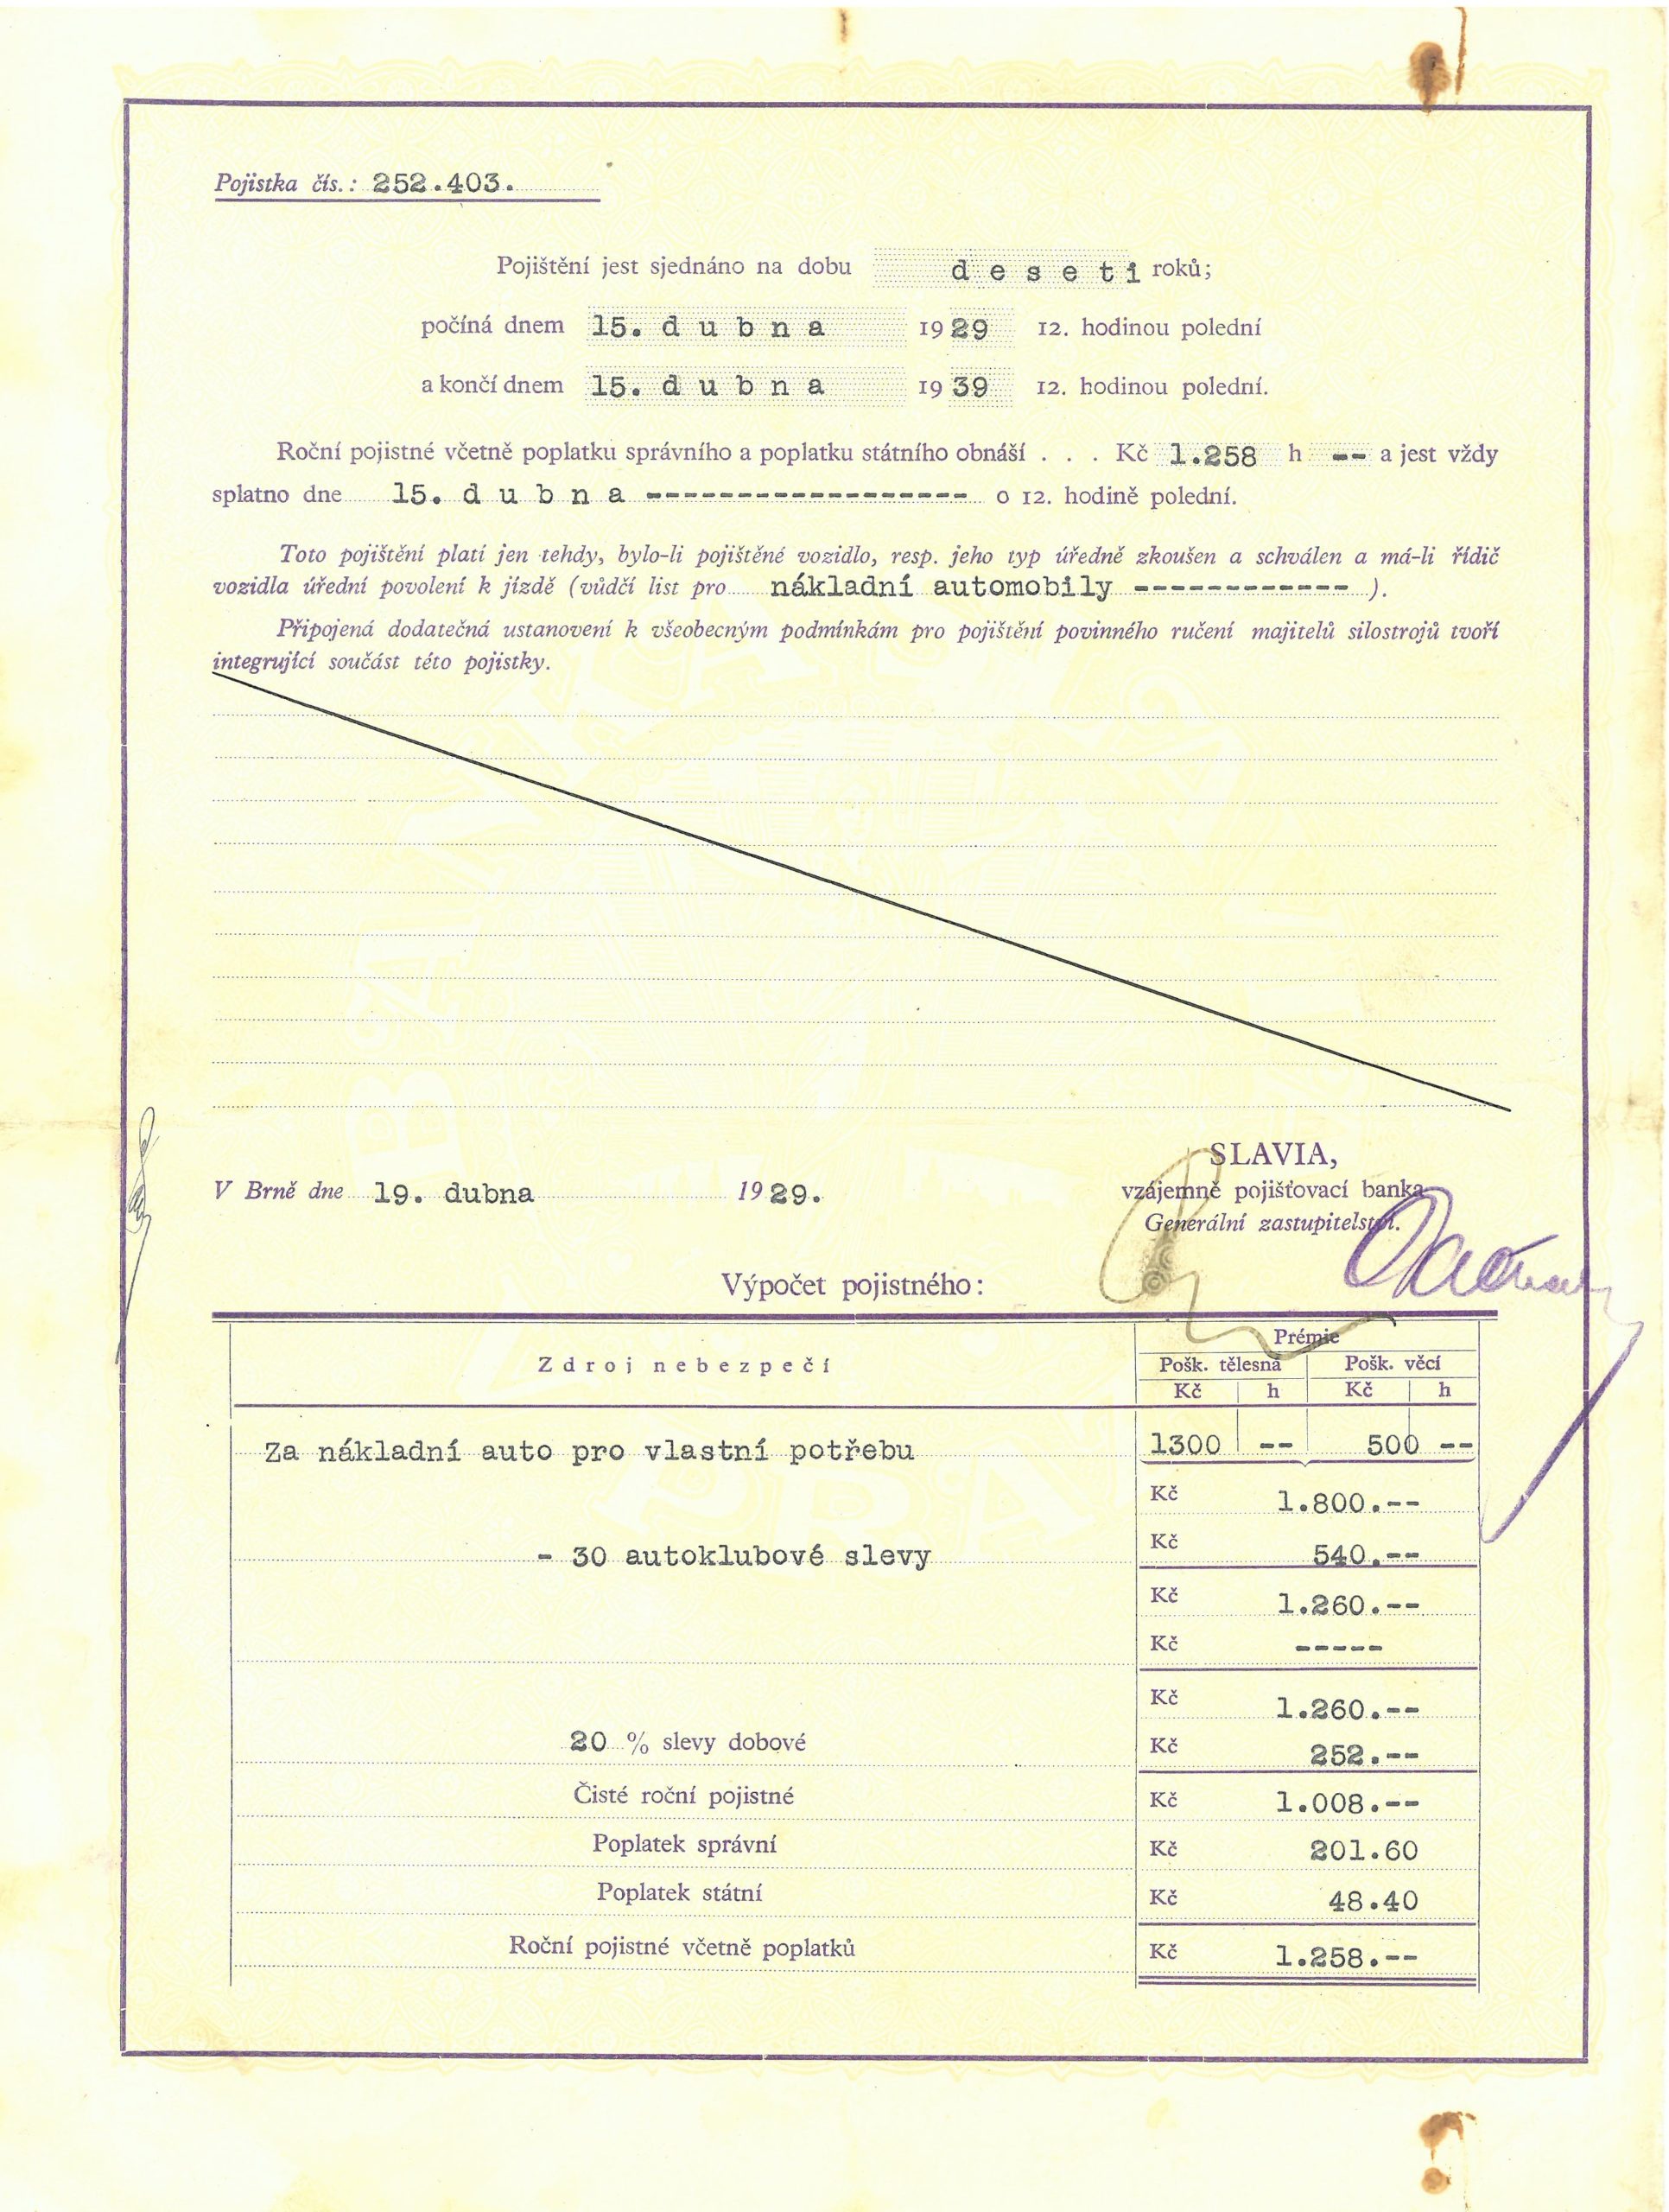 Pojistka čís.: 252.403.
Pojištění jest sjednáno na dobu deseti roků;
počíná dnem 15. dubna 1929 12. hodinou polední
a končí dnem 15. dubna 1939 12. hodinou polední.
Roční pojistné včetně poplatku správního a poplatku státního obnáší . . . Kč 1.258 h -- a jest vždy
splatno dne 15. dubna ------------------ o 12. hodině polední.
Toto pojištění platí jen tehdy, bylo-li pojištěné vozidlo, resp. jeho typ úředně zkoušen a schválen a má-li řidič
vozidla úřední povolení k jízdě (vůdčí list pro nákladní automobily ------------ ).
Připojená dodatečná ustanovení k všeobecným podmínkám pro pojištění povinného ručení majitelů silostrojů tvoří
integrující součást této pojistky.
SLAVIA,
V Brně dne 19. dubna 1929.
vzájemně pojišťovací banka
Generální zastupitelství.
Výpočet pojistného:
Prémie
Zdroj nebezpečí
Pošk. tělesná Pošk. věcí
Kč h Kč h
Za nákladní auto pro vlastní potřebu 1300 -- 500 --
Kč 1.800.--
- 30 autoklubové slevy Kč 540.--
Kč 1.260.--
Kč -----
Kč 1.260.--
20 % slevy dobové Kč 252.--
Čisté roční pojistné Kč 1.008.--
Poplatek správní Kč 201.60
Poplatek státní Kč 48.40
Roční pojistné včetně poplatků Kč 1.258.--